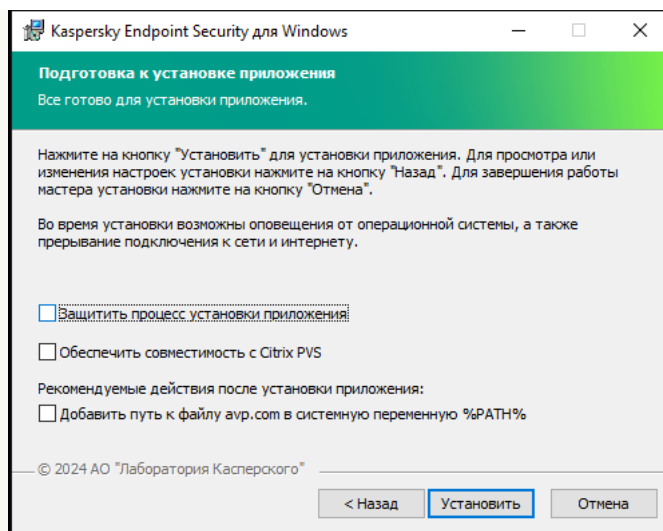 Kaspersky Endpoint Security для Windows
Подготовка к установке приложения
Все готово для установки приложения.
Нажмите на кнопку "Установить" для установки приложения. Для просмотра или
изменения настроек установки нажмите на кнопку "Назад". Для завершения работы
мастера установки нажмите на кнопку "Отмена".
Во время установки возможны оповещения от операционной системы, а также
прерывание подключения к сети и интернету.
Защитить процесс установки приложения
Обеспечить совместимость с Citrix PVS
Рекомендуемые действия после установки приложения:
Добавить путь к файлу avp.com в системную переменную %PATH%
© 2024 АО "Лаборатория Касперского"
< Назад Установить Отмена